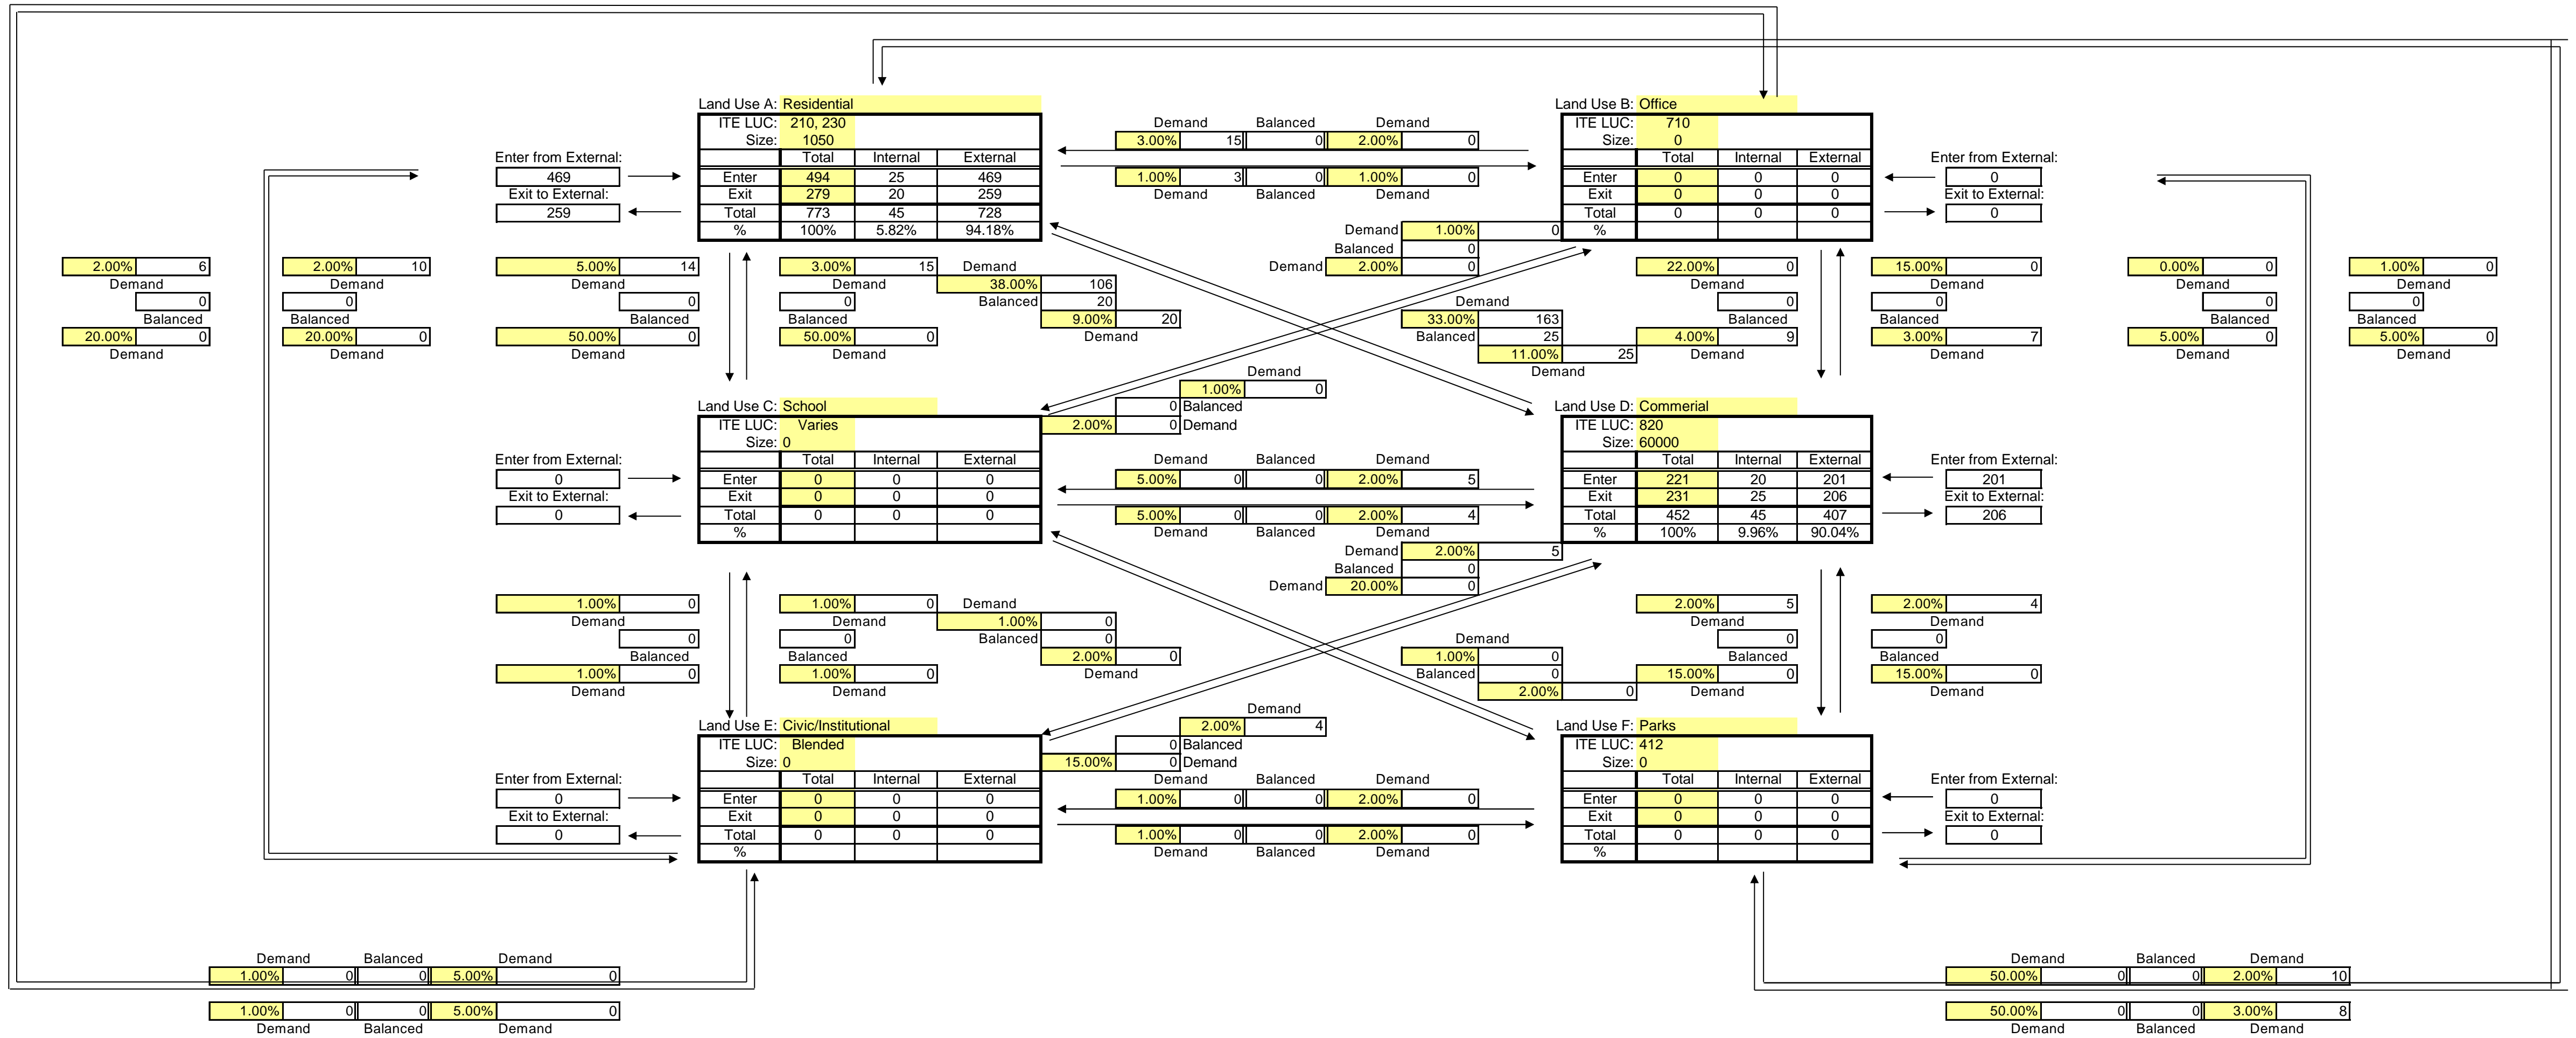 Land Use A: Residential
ITE LUC: 210, 230
Size: 1050
Total Internal External
Enter 494 25 469
Exit 279 20 259
Total 773 45 728
% 100% 5.82% 94.18%
Enter from External:
469
Exit to External:
259
Demand Balanced Demand
3.00% 15 0 2.00% 0
1.00% 3 0 1.00% 0
Demand Balanced Demand
Land Use B: Office
ITE LUC: 710
Size: 0
Total Internal External
Enter 0 0 0
Exit 0 0 0
Total 0 0 0
%
Enter from External:
0
Exit to External:
0
Demand 1.00% 0
Balanced 0
Demand 2.00% 0
2.00% 6
Demand
0
Balanced
20.00% 0
Demand
2.00% 10
Demand
0
Balanced
20.00% 0
Demand
5.00% 14
Demand
0
Balanced
50.00% 0
Demand
3.00% 15
Demand
0
Balanced
50.00% 0
Demand
Demand
38.00% 106
Balanced 20
9.00% 20
Demand
Demand
33.00% 163
Balanced 25
11.00% 25
Demand
22.00% 0
Demand
0
Balanced
4.00% 9
Demand
15.00% 0
Demand
0
Balanced
3.00% 7
Demand
0.00% 0
Demand
0
Balanced
5.00% 0
Demand
1.00% 0
Demand
0
Balanced
5.00% 0
Demand
Demand
1.00% 0
0 Balanced
2.00% 0 Demand
Land Use C: School
ITE LUC: Varies
Size: 0
Total Internal External
Enter 0 0 0
Exit 0 0 0
Total 0 0 0
%
Enter from External:
0
Exit to External:
0
Demand Balanced Demand
5.00% 0 0 2.00% 5
5.00% 0 0 2.00% 4
Demand Balanced Demand
Land Use D: Commerial
ITE LUC: 820
Size: 60000
Total Internal External
Enter 221 20 201
Exit 231 25 206
Total 452 45 407
% 100% 9.96% 90.04%
Enter from External:
201
Exit to External:
206
Demand 2.00% 5
Balanced 0
Demand 20.00% 0
1.00% 0
Demand
0
Balanced
1.00% 0
Demand
1.00% 0
Demand
0
Balanced
1.00% 0
Demand
Demand
1.00% 0
Balanced 0
2.00% 0
Demand
Demand
1.00% 0
Balanced 0
2.00% 0
2.00% 5
Demand
0
Balanced
15.00% 0
Demand
2.00% 4
Demand
0
Balanced
15.00% 0
Demand
Demand
2.00% 4
0 Balanced
15.00% 0 Demand
Land Use E: Civic/Institutional
ITE LUC: Blended
Size: 0
Total Internal External
Enter 0 0 0
Exit 0 0 0
Total 0 0 0
%
Enter from External:
0
Exit to External:
0
Demand Balanced Demand
1.00% 0 0 2.00% 0
1.00% 0 0 2.00% 0
Demand Balanced Demand
Land Use F: Parks
ITE LUC: 412
Size: 0
Total Internal External
Enter 0 0 0
Exit 0 0 0
Total 0 0 0
%
Enter from External:
0
Exit to External:
0
Demand Balanced Demand
1.00% 0 0 5.00% 0
1.00% 0 0 5.00% 0
Demand Balanced Demand
Demand Balanced Demand
50.00% 0 0 2.00% 10
50.00% 0 0 3.00% 8
Demand Balanced Demand